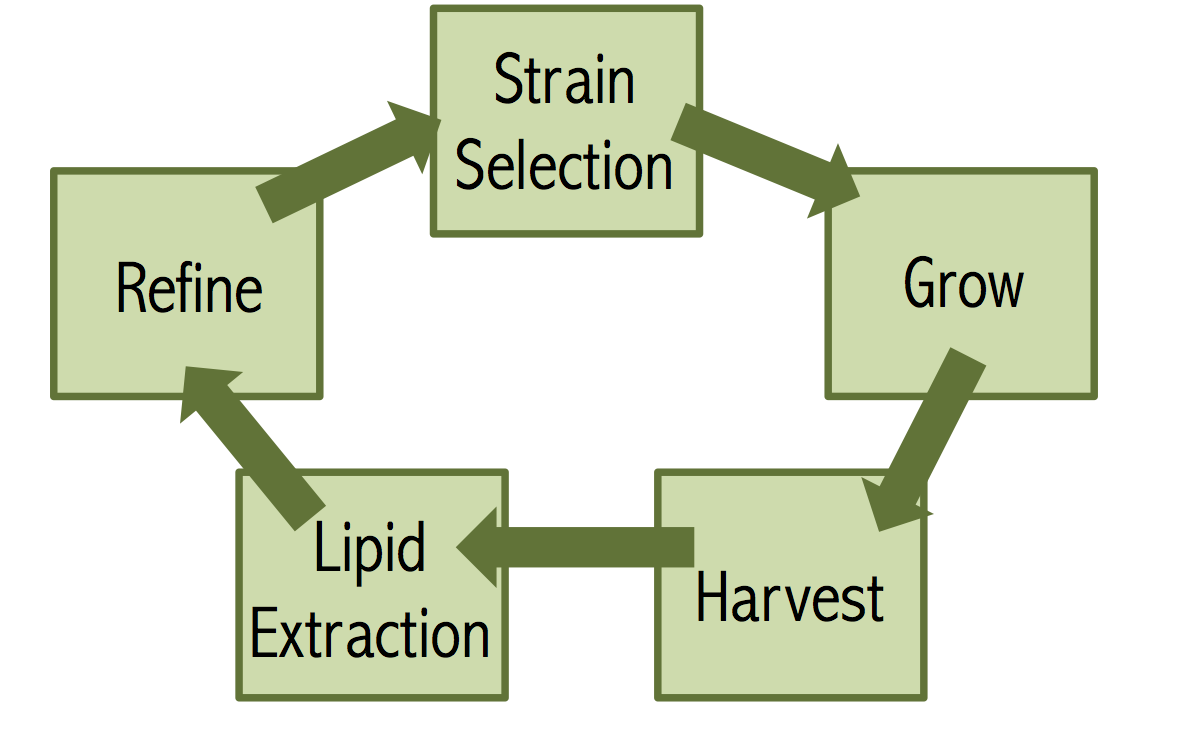 Strain
Selection
Grow
Harvest
Lipid
Extraction
Refine